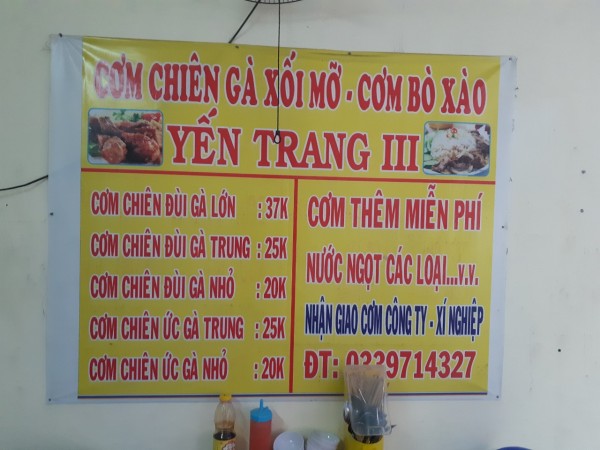 CƠM CHIÊN GÀ XỐI MỠ - CƠM BÒ XÀO
YẾN TRANG III
CƠM CHIÊN ĐÙI GÀ LỚN : 37K
CƠM CHIÊN ĐÙI GÀ TRUNG : 25K
CƠM CHIÊN ĐÙI GÀ NHỎ : 20K
CƠM CHIÊN ỨC GÀ TRUNG : 25K
CƠM CHIÊN ỨC GÀ NHỎ : 20K
CƠM THÊM MIỄN PHÍ
NƯỚC NGỌT CÁC LOẠI...v.v.
NHẬN GIAO CƠM CÔNG TY - XÍ NGHIỆP
ĐT: 0339714327